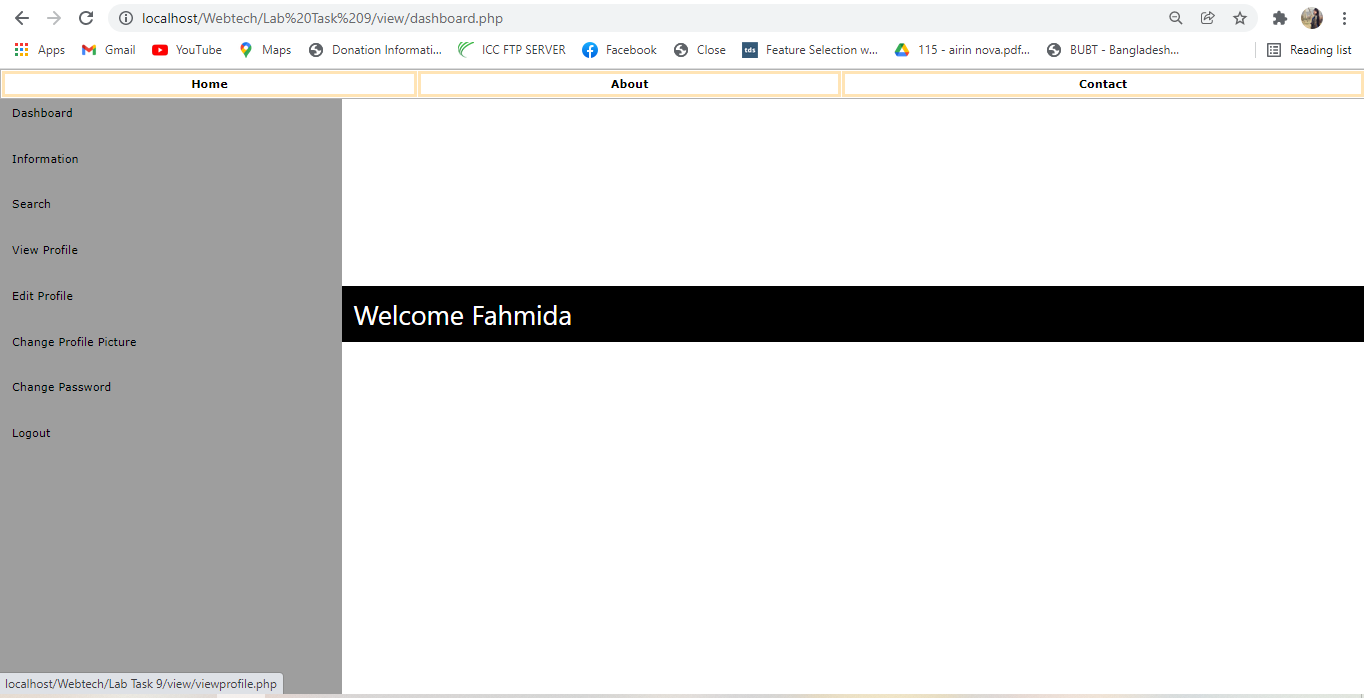 localhost/Webtech/Lab%20Task%209/view/dashboard.php
Apps Gmail YouTube Maps Donation Informati... ICC FTP SERVER Facebook Close tds Feature Selection w... 115 - airin nova.pdf... BUBT - Bangladesh... Reading list
Home About Contact
Dashboard
Information
Search
View Profile
Edit Profile
Change Profile Picture
Change Password
Logout
Welcome Fahmida
localhost/Webtech/Lab Task 9/view/viewprofile.php